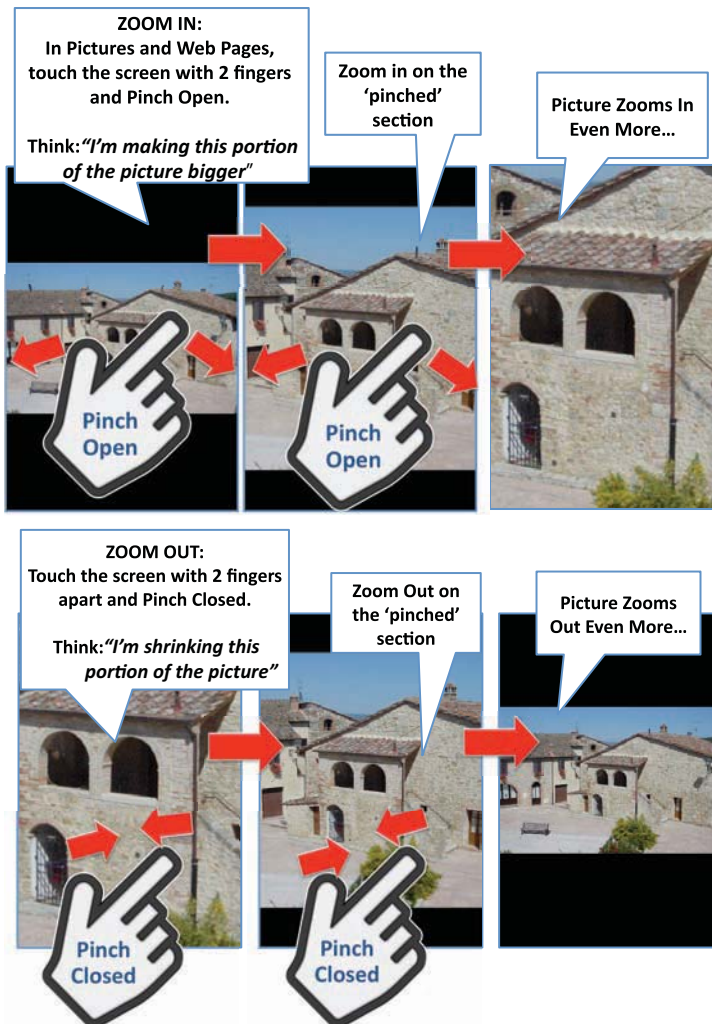 ZOOM IN:
In Pictures and Web Pages,
touch the screen with 2 fingers
and Pinch Open.
Think:“I’m making this portion
of the picture bigger”
Zoom in on the
‘pinched’
section
Picture Zooms In
Even More…
Pinch
Open
Pinch
Open
ZOOM OUT:
Touch the screen with 2 fingers
apart and Pinch Closed.
Think:“I’m shrinking this
portion of the picture”
Zoom Out on
the ‘pinched’
section
Picture Zooms
Out Even More…
Pinch
Closed
Pinch
Closed